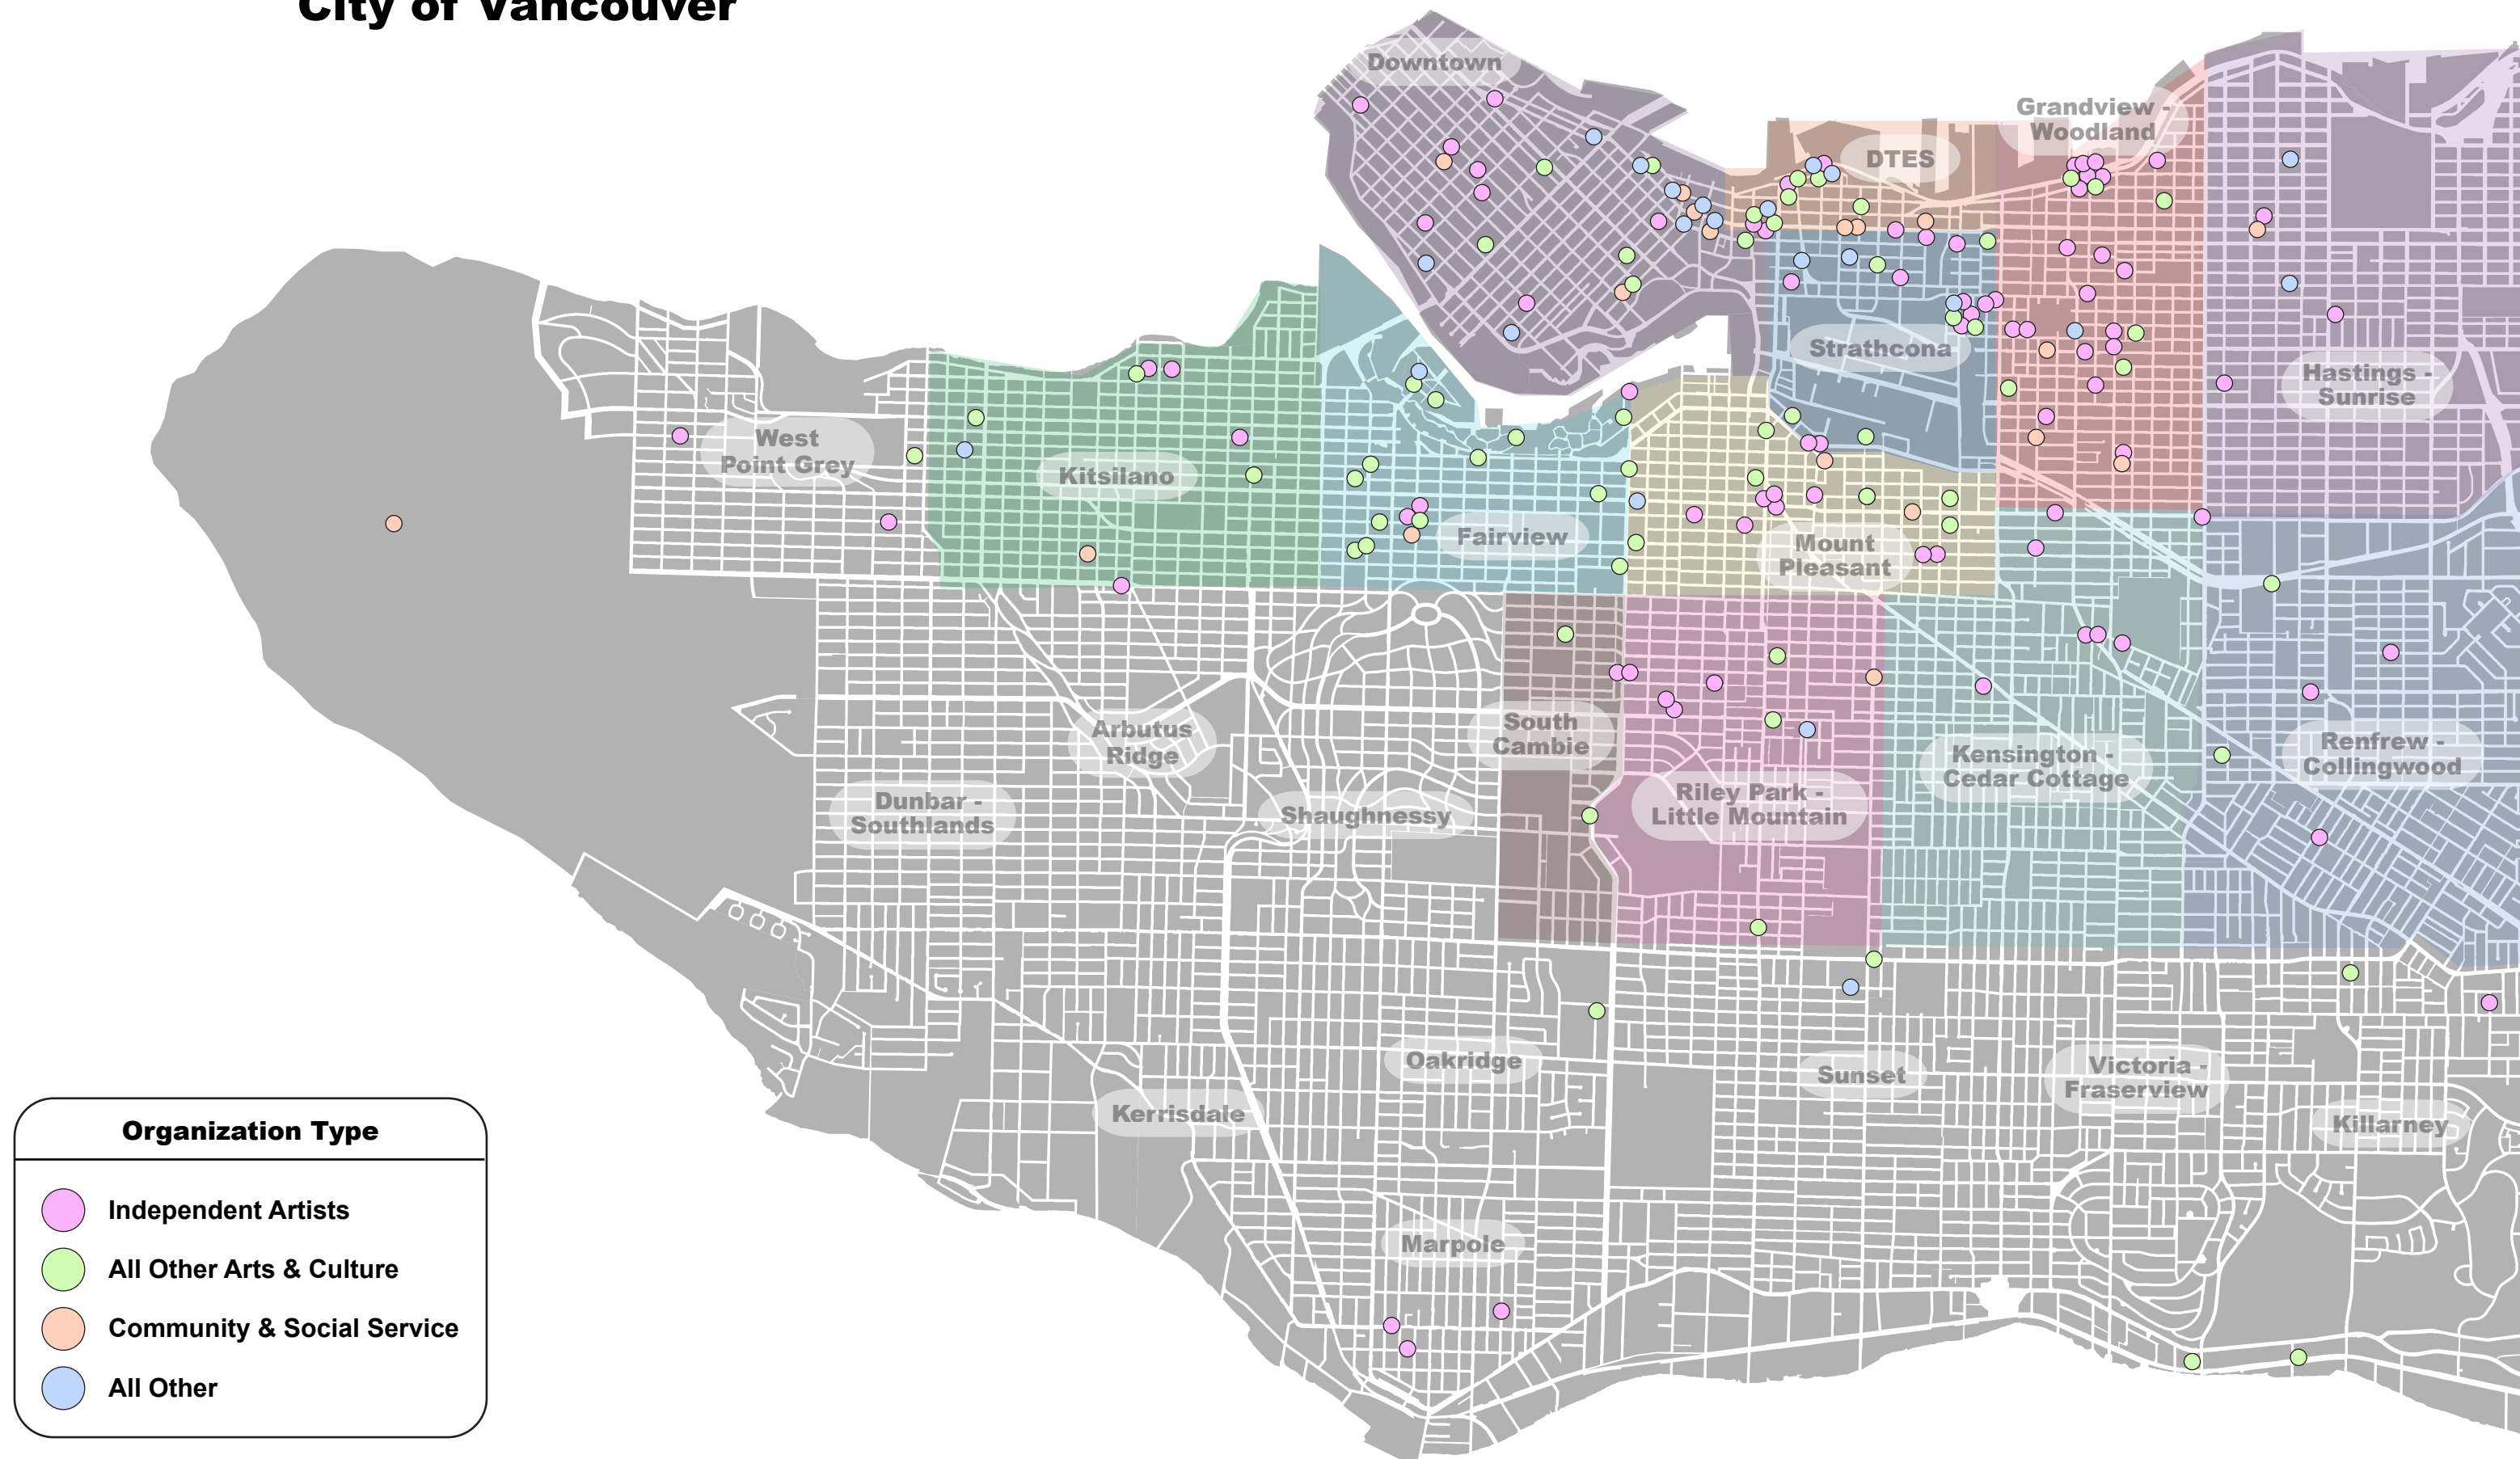 City of Vancouver
Downtown
Grandview -
Woodland
DTES
Strathcona
Hastings -
Sunrise
West
Point Grey
Kitsilano
Fairview
Mount
Pleasant
Arbutus
Ridge
South
Cambie
Dunbar -
Southlands
Shaughnessy
Riley Park -
Little Mountain
Kensington -
Cedar Cottage
Renfrew -
Collingwood
Oakridge
Kerrisdale
Sunset
Victoria -
Fraserview
Killarney
Marpole
Organization Type
Independent Artists
All Other Arts & Culture
Community & Social Service
All Other